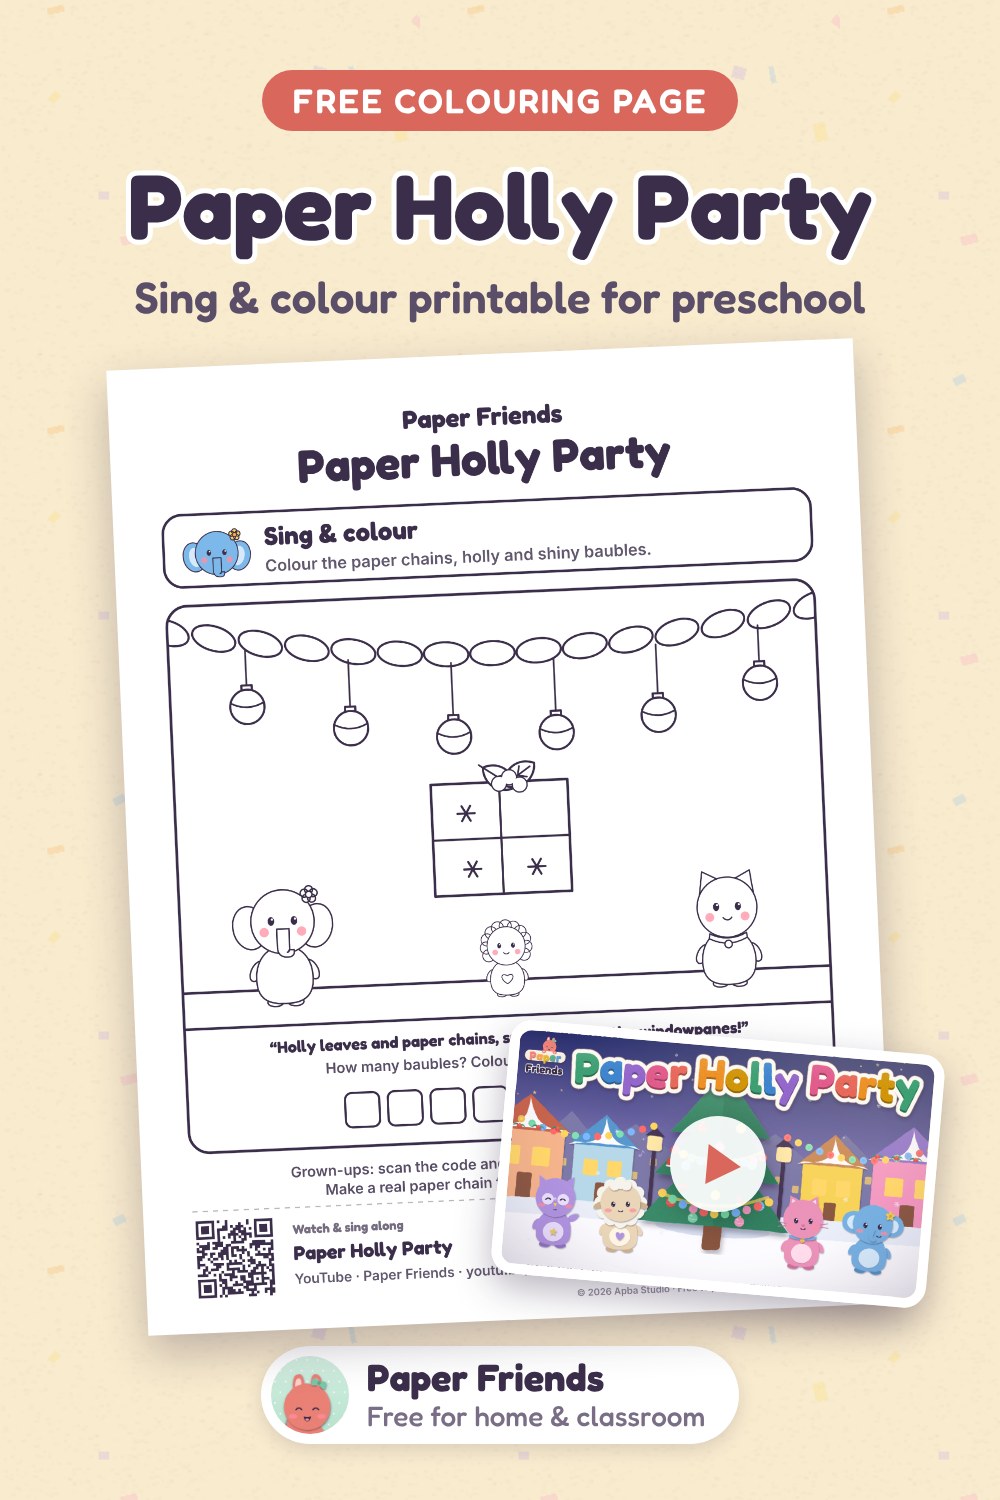 FREE COLOURING PAGE
Paper Holly Party
Sing & colour printable for preschool
Paper Friends
Paper Holly Party
Sing & colour
Colour the paper chains, holly and shiny baubles.
“Holly leaves and paper chains, windowpanes!”
How many baubles?
Grown-ups: scan the code and
Make a real paper chain
Watch & sing along
Paper Holly Party
YouTube · Paper Friends ·
© 2026 Apba Studio ·
Paper Friends
Paper Holly Party
Paper Friends
Free for home & classroom